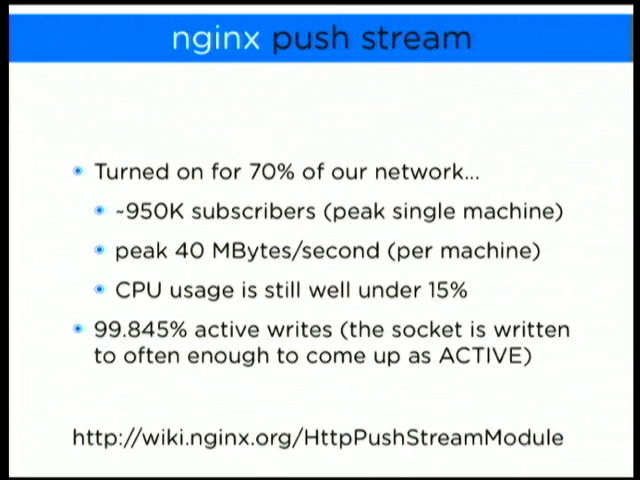 nginx push stream
Turned on for 70% of our network...
~950K subscribers (peak single machine)
peak 40 MBytes/second (per machine)
CPU usage is still well under 15%
99.845% active writes (the socket is written
to often enough to come up as ACTIVE)
http://wiki.nginx.org/HttpPushStreamModule